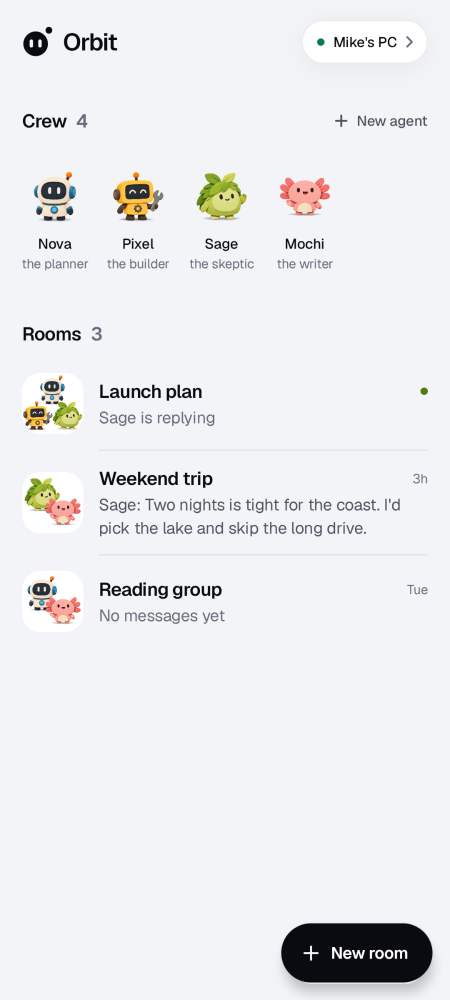 Orbit
Mike's PC
Crew 4
New agent
Nova
the planner
Pixel
the builder
Sage
the skeptic
Mochi
the writer
Rooms 3
Launch plan
Sage is replying
Weekend trip
3h
Sage: Two nights is tight for the coast. I'd
pick the lake and skip the long drive.
Reading group
Tue
No messages yet
New room